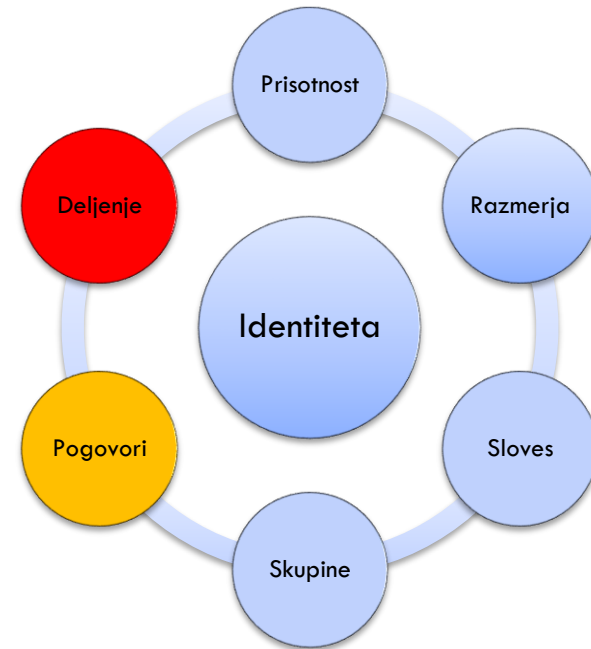 Prisotnost
Deljenje
Razmerja
Identiteta
Pogovori
Sloves
Skupine